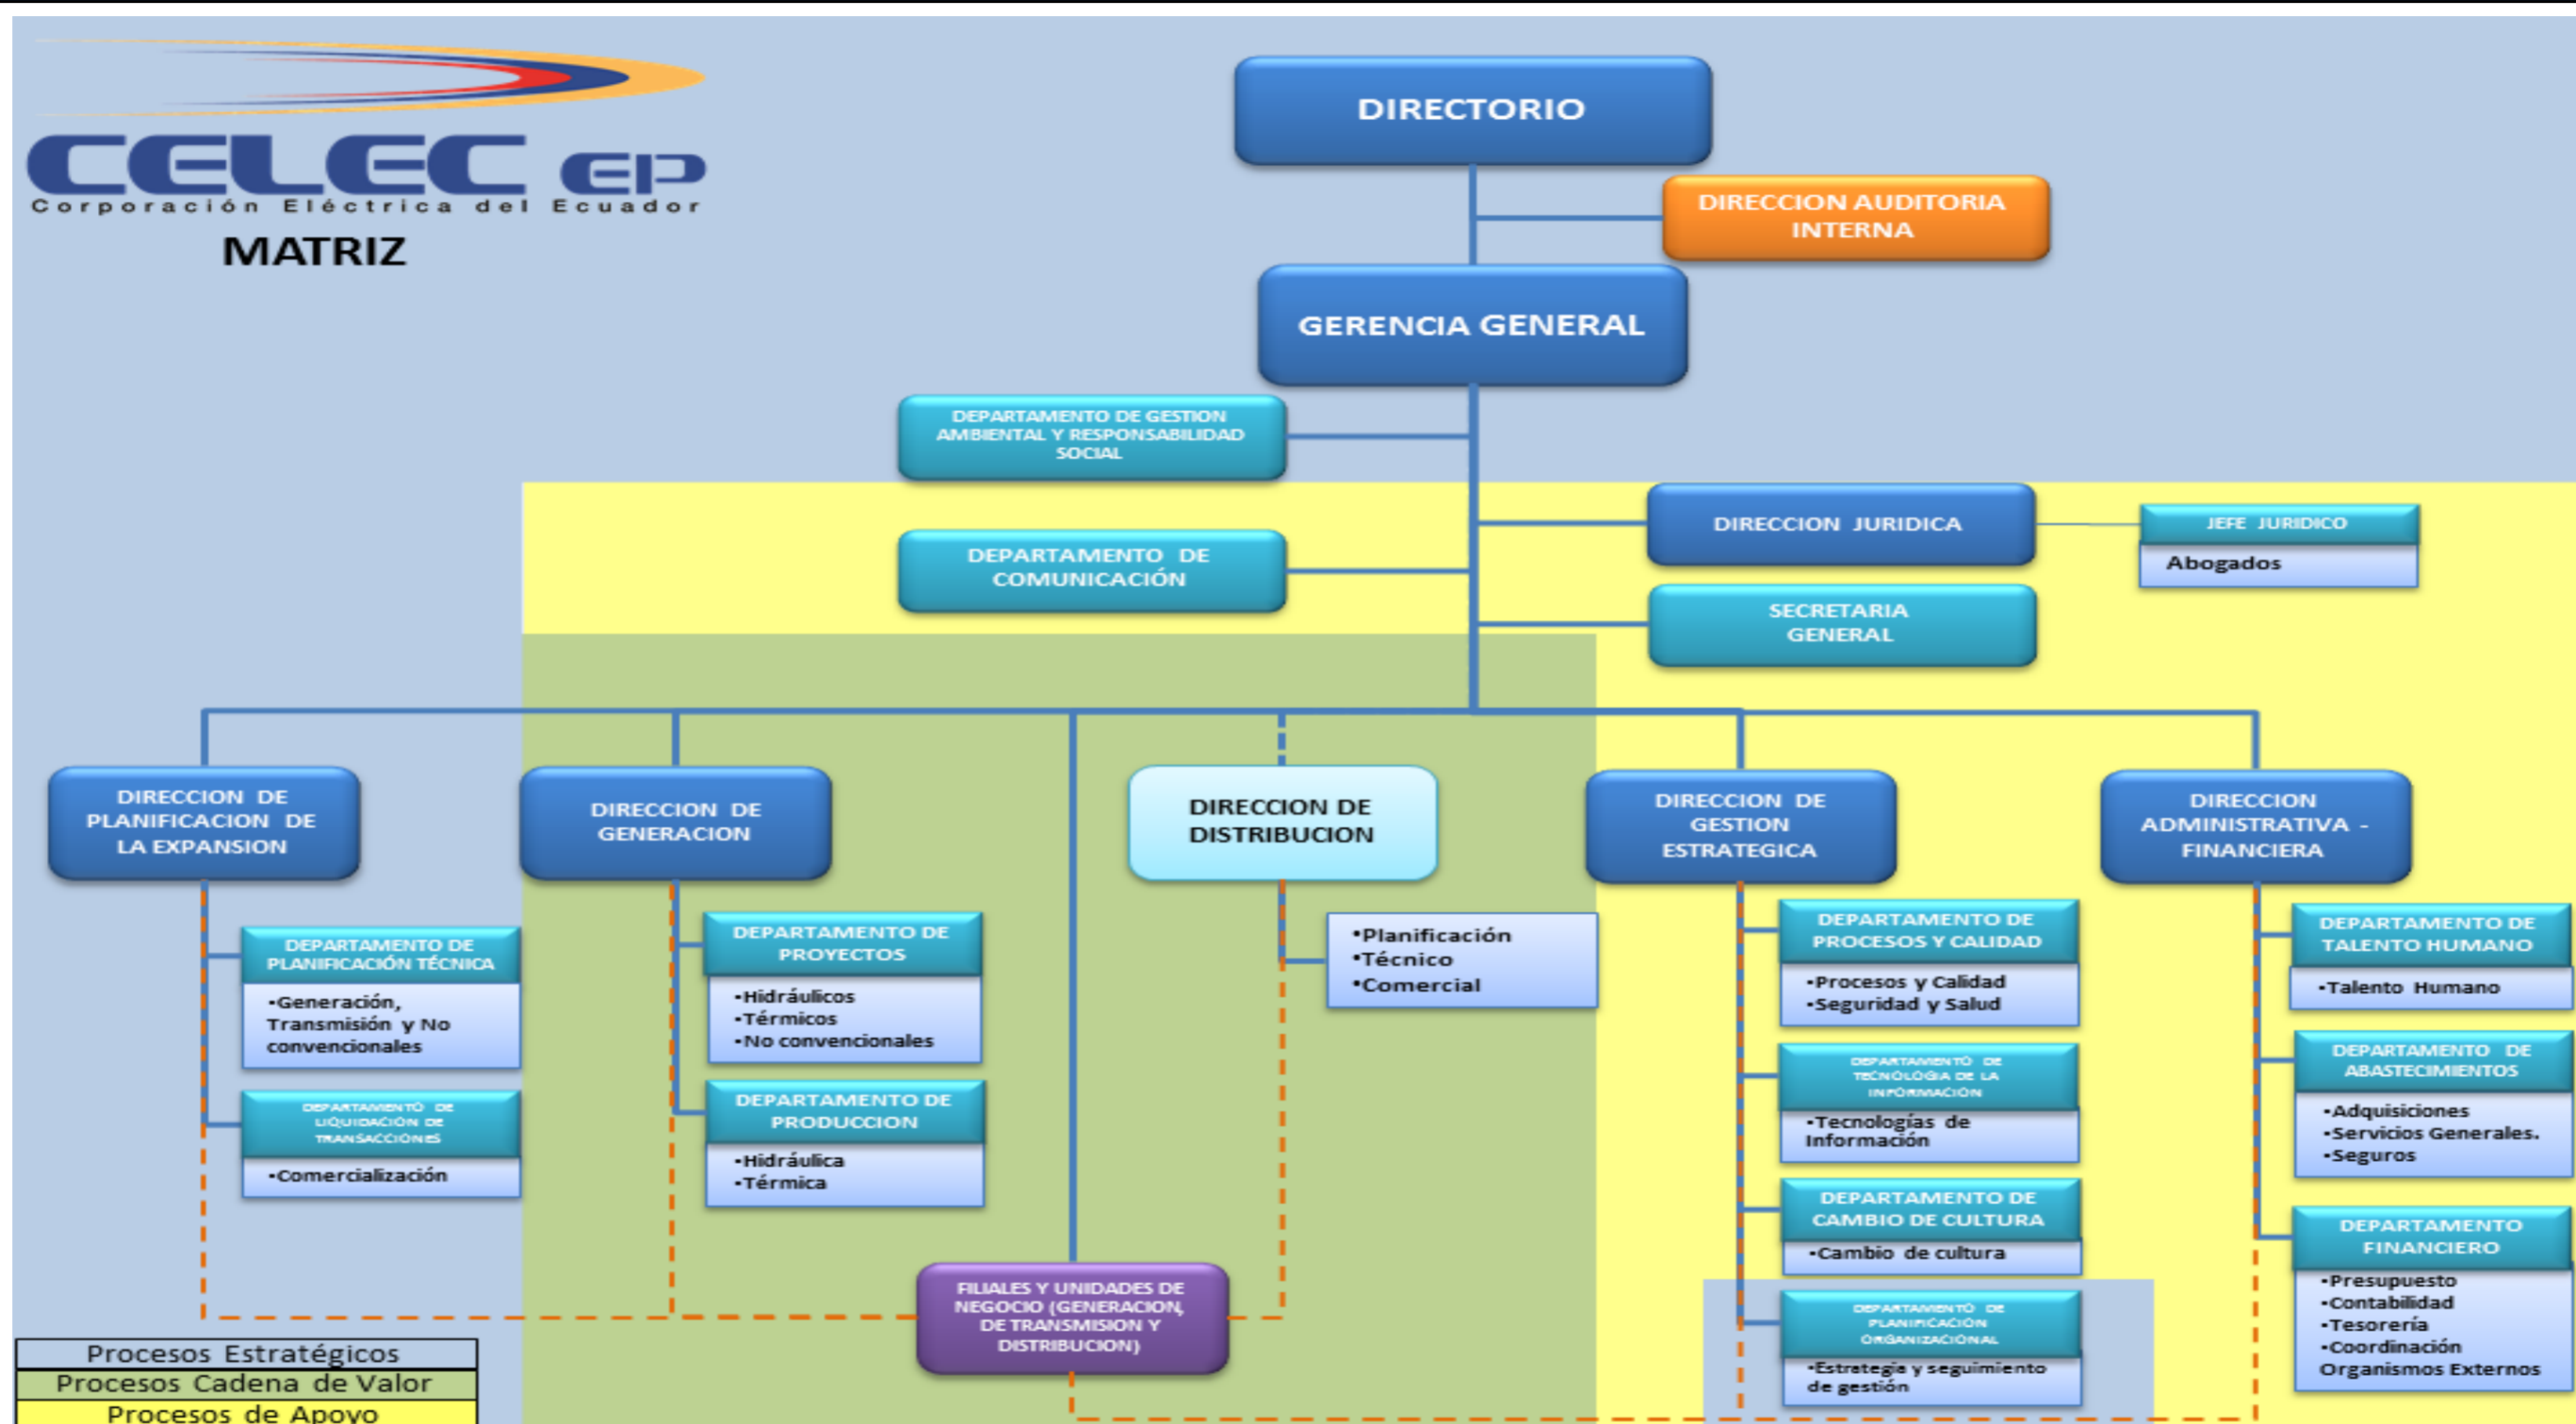 CELEC EP
Corporación Eléctrica del Ecuador
MATRIZ
DIRECTORIO
DIRECCION AUDITORIA
INTERNA
GERENCIA GENERAL
DEPARTAMENTO DE GESTION
AMBIENTAL Y RESPONSABILIDAD
SOCIAL
DIRECCION JURIDICA
JEFE JURIDICO
Abogados
DEPARTAMENTO DE
COMUNICACIÓN
SECRETARIA
GENERAL
DIRECCION DE
PLANIFICACION DE
LA EXPANSION
DEPARTAMENTO DE
PLANIFICACIÓN TÉCNICA
•Generación,
Transmisión y No
convencionales
DEPARTAMENTO DE
LIQUIDACIÓN DE
TRANSACCIONES
•Comercialización
DIRECCION DE
GENERACION
DEPARTAMENTO DE
PROYECTOS
•Hidráulicos
•Térmicos
•No convencionales
DEPARTAMENTO DE
PRODUCCION
•Hidráulica
•Térmica
FILIALES Y UNIDADES DE
NEGOCIO (GENERACION,
DE TRANSMISION Y
DISTRIBUCION)
DIRECCION DE
DISTRIBUCION
•Planificación
•Técnico
•Comercial
DIRECCION DE
GESTION
ESTRATEGICA
DEPARTAMENTO DE
PROCESOS Y CALIDAD
•Procesos y Calidad
•Seguridad y Salud
DEPARTAMENTO DE
TECNOLOGIA DE LA
INFORMACIÓN
•Tecnologías de
Información
DEPARTAMENTO DE
CAMBIO DE CULTURA
•Cambio de cultura
DEPARTAMENTO DE
PLANIFICACIÓN
ORGANIZACIONAL
•Estrategia y seguimiento
de gestión
DIRECCION
ADMINISTRATIVA -
FINANCIERA
DEPARTAMENTO DE
TALENTO HUMANO
•Talento Humano
DEPARTAMENTO DE
ABASTECIMIENTOS
•Adquisiciones
•Servicios Generales.
•Seguros
DEPARTAMENTO
FINANCIERO
•Presupuesto
•Contabilidad
•Tesorería
•Coordinación
Organismos Externos
Procesos Estratégicos
Procesos Cadena de Valor
Procesos de Apoyo